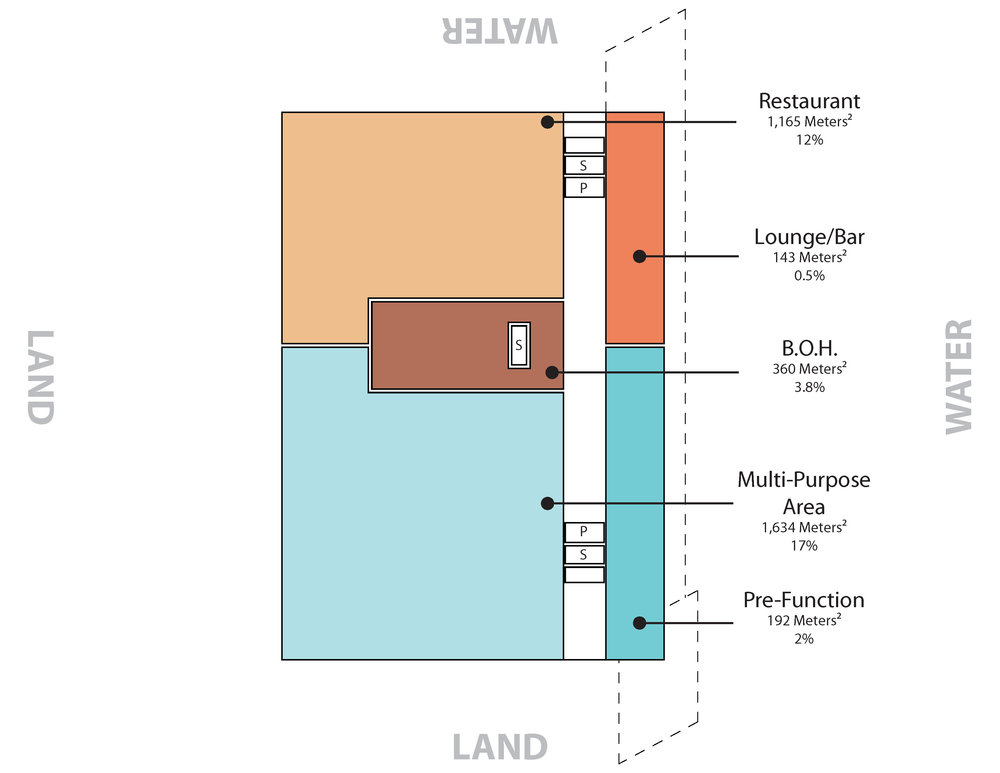 WATER
Restaurant
1,165 Meters²
12%
S
P
Lounge/Bar
143 Meters²
0.5%
LAND
WATER
S
B.O.H.
360 Meters²
3.8%
Multi-Purpose
Area
1,634 Meters²
17%
P
S
Pre-Function
192 Meters²
2%
LAND